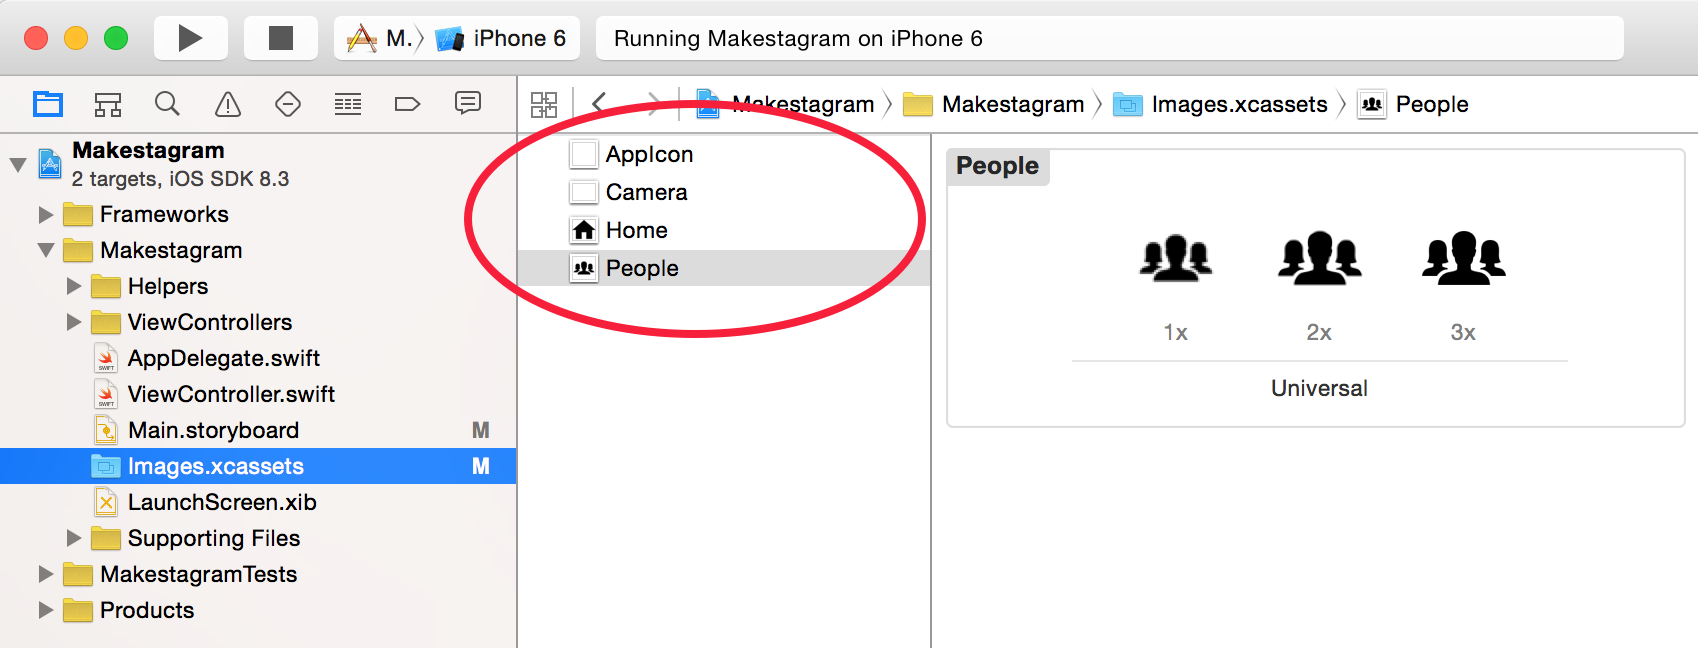 M. iPhone 6
Running Makestagram on iPhone 6
Makestagram Makestagram Images.xcassets People
Makestagram
2 targets, iOS SDK 8.3
Frameworks
Makestagram
Helpers
ViewControllers
SWIFT AppDelegate.swift
SWIFT ViewController.swift
Main.storyboard M
Images.xcassets M
LaunchScreen.xib
Supporting Files
MakestagramTests
Products
AppIcon
Camera
Home
People
People
1x 2x 3x
Universal